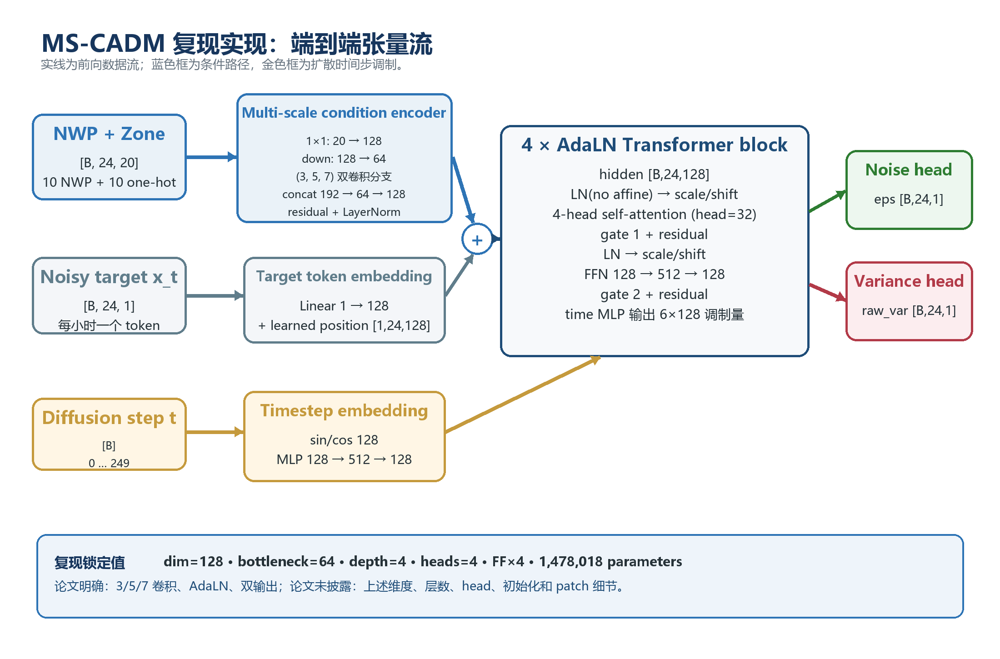 MS-CADM 复现实现：端到端张量流
实线为前向数据流；蓝色框为条件路径，金色框为扩散时间步调制。
NWP + Zone
[B, 24, 20]
10 NWP + 10 one-hot
Multi-scale condition encoder
1×1: 20 → 128
down: 128 → 64
(3, 5, 7) 双卷积分支
concat 192 → 64 → 128
residual + LayerNorm
Noisy target x_t
[B, 24, 1]
每小时一个 token
Target token embedding
Linear 1 → 128
+ learned position [1,24,128]
+
4 × AdaLN Transformer block
hidden [B,24,128]
LN(no affine) → scale/shift
4-head self-attention (head=32)
gate 1 + residual
LN → scale/shift
FFN 128 → 512 → 128
gate 2 + residual
time MLP 输出 6×128 调制量
Noise head
eps [B,24,1]
Variance head
raw_var [B,24,1]
Diffusion step t
[B]
0 ... 249
Timestep embedding
sin/cos 128
MLP 128 → 512 → 128
复现锁定值 dim=128 • bottleneck=64 • depth=4 • heads=4 • FF×4 • 1,478,018 parameters
论文明确：3/5/7 卷积、AdaLN、双输出；论文未披露：上述维度、层数、head、初始化和 patch 细节。